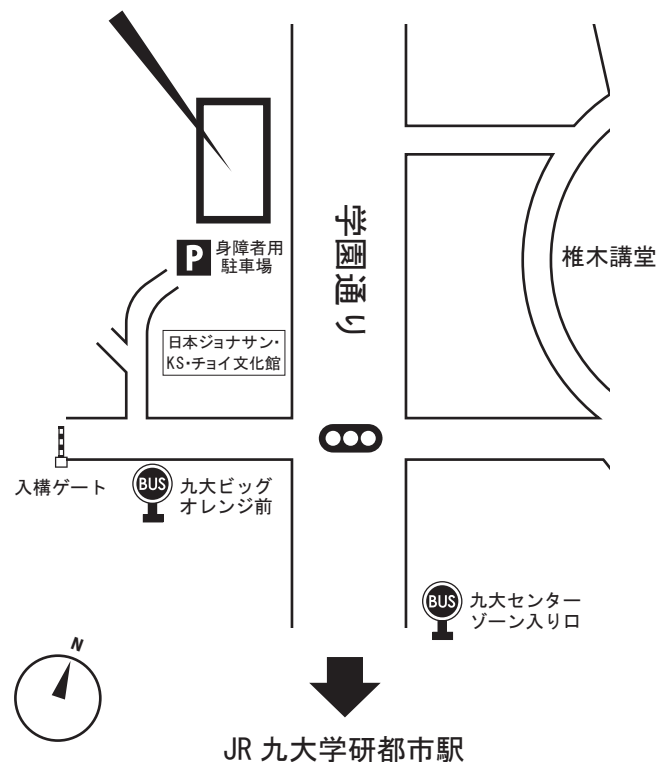 P
身障者用
駐車場
学園通り
椎木講堂
日本ジョナサン・
KS・チョイ文化館
入構ゲート
BUS
九大ビッグ
オレンジ前
BUS
九大センター
ゾーン入り口
N
JR 九大学研都市駅